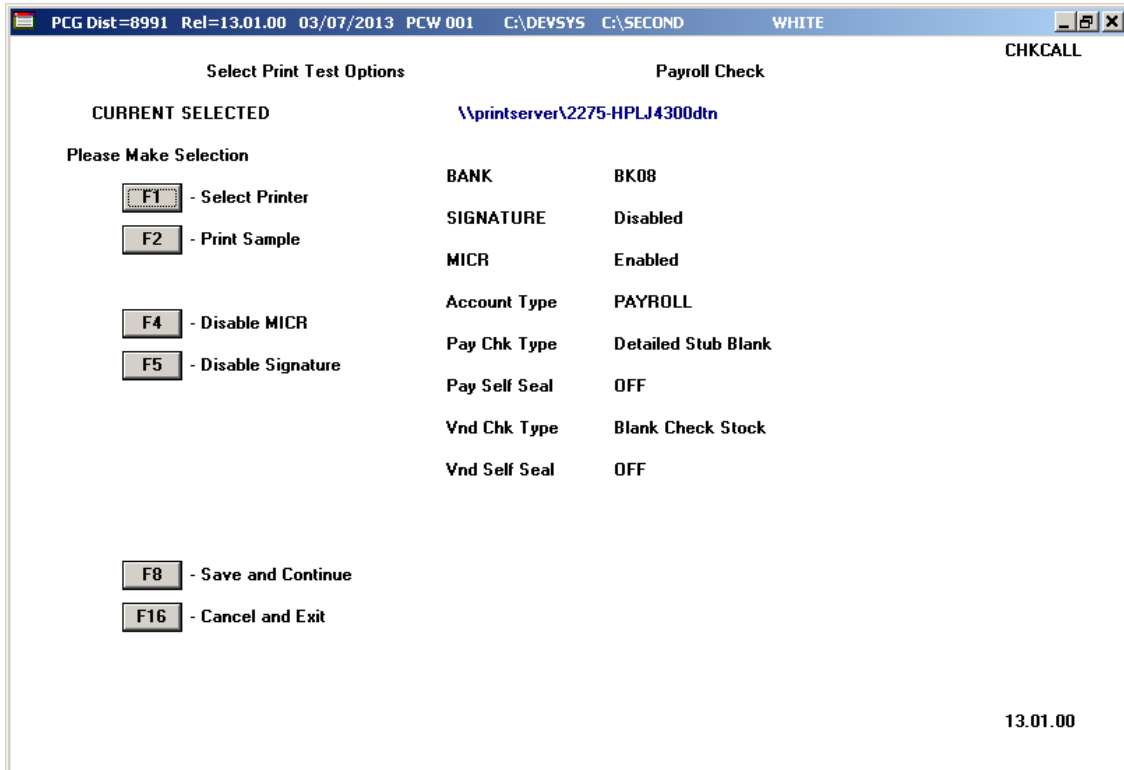 PCG Dist=8991 Rel=13.01.00 03/07/2013 PCW 001 C:\DEVSYS C:\SECOND WHITE
CHKCALL
Select Print Test Options Payroll Check
CURRENT SELECTED \\printserver\2275-HPLJ4300dtn
Please Make Selection
BANK BK08
F1 - Select Printer
SIGNATURE Disabled
F2 - Print Sample
MICR Enabled
Account Type PAYROLL
F4 - Disable MICR
Pay Chk Type Detailed Stub Blank
F5 - Disable Signature
Pay Self Seal OFF
Vnd Chk Type Blank Check Stock
Vnd Self Seal OFF
F8 - Save and Continue
F16 - Cancel and Exit
13.01.00